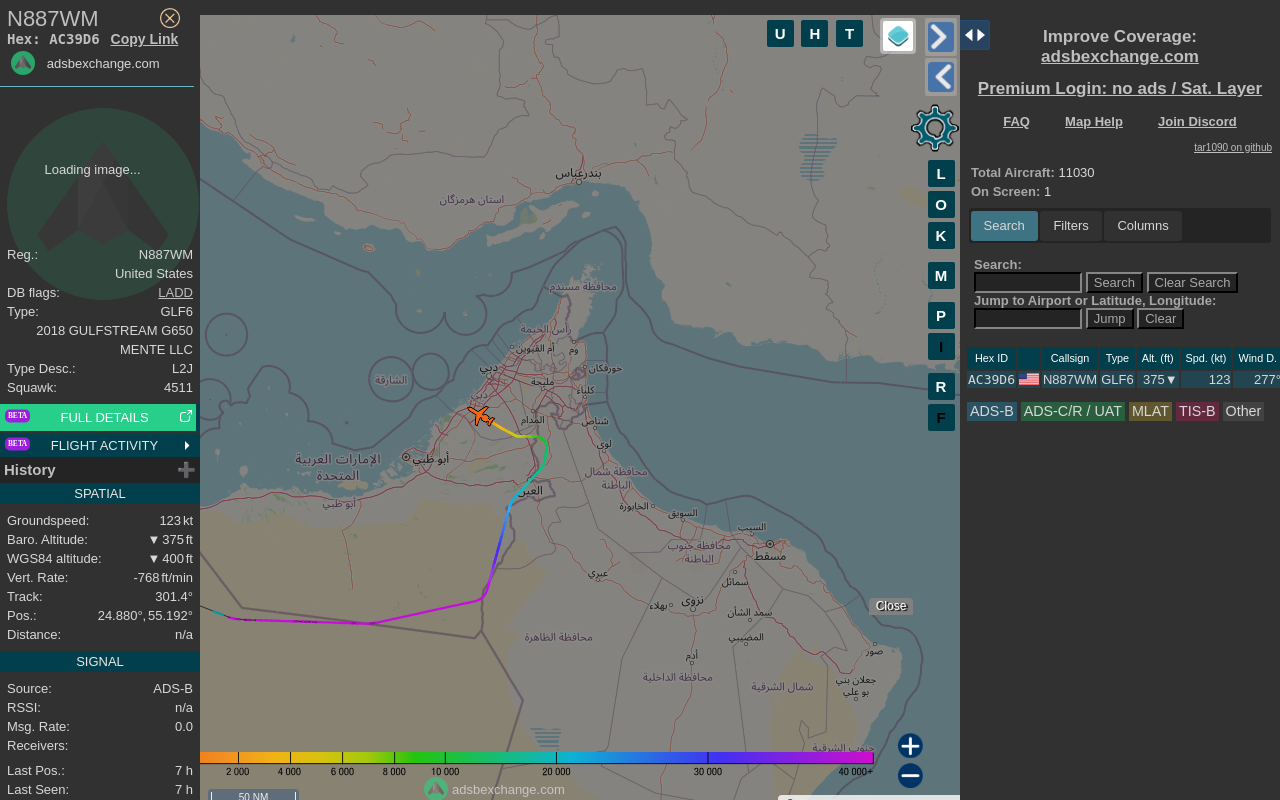 N887WM
Hex: AC39D6 Copy Link
adsbexchange.com
Loading image...
Reg.: N887WM
United States
DB flags: LADD
Type: GLF6
2018 GULFSTREAM G650
MENTE LLC
Type Desc.: L2J
Squawk: 4511
BETA FULL DETAILS
BETA FLIGHT ACTIVITY
History
SPATIAL
Groundspeed: 123 kt
Baro. Altitude: ▼ 375 ft
WGS84 altitude: ▼ 400 ft
Vert. Rate: -768 ft/min
Track: 301.4°
Pos.: 24.880°, 55.192°
Distance: n/a
SIGNAL
Source: ADS-B
RSSI: n/a
Msg. Rate: 0.0
Receivers:
Last Pos.: 7 h
Last Seen: 7 h
U H T
L
O
K
M
P
I
R
F
بندرعباس
استان هرمزگان
محافظة مسندم
رأس الخيمة
أم القيوين
دبي
الشارقة
خورفكان
مليحة
كلباء
دبي
المدام
شناص
لوى
أبو ظبي
الإمارات العربية
المتحدة
أبو ظبي
العين
محافظة شمال
الباطنة
الخابورة
السويق
السيب
مسقط
محافظة جنوب
الباطنة
عبري
سمائل
نزوى
بهلاء
سمد الشأن
Close
محافظة الظاهرة
المضيبي
أدم
صور
محافظة الداخلية
شمال الشرقية
جعلان بني
بو علي
جنوب الشرقية
2 000 4 000 6 000 8 000 10 000 20 000 30 000 40 000+
adsbexchange.com
50 NM
Improve Coverage:
adsbexchange.com
Premium Login: no ads / Sat. Layer
FAQ Map Help Join Discord
tar1090 on github
Total Aircraft: 11030
On Screen: 1
Search Filters Columns
Search:
Search Clear Search
Jump to Airport or Latitude, Longitude:
Jump Clear
Hex ID Callsign Type Alt. (ft) Spd. (kt) Wind D.
AC39D6 N887WM GLF6 375▼ 123 277°
ADS-B ADS-C/R / UAT MLAT TIS-B Other